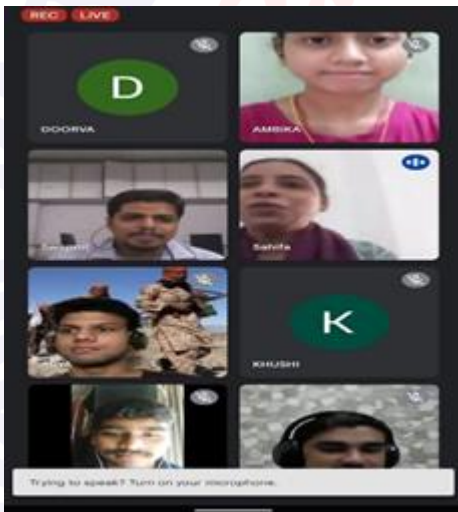 REC LIVE
D
DOORVA
AMBIKA
Sahifa
K
KHUSHI
Trying to speak? Turn on your microphone.